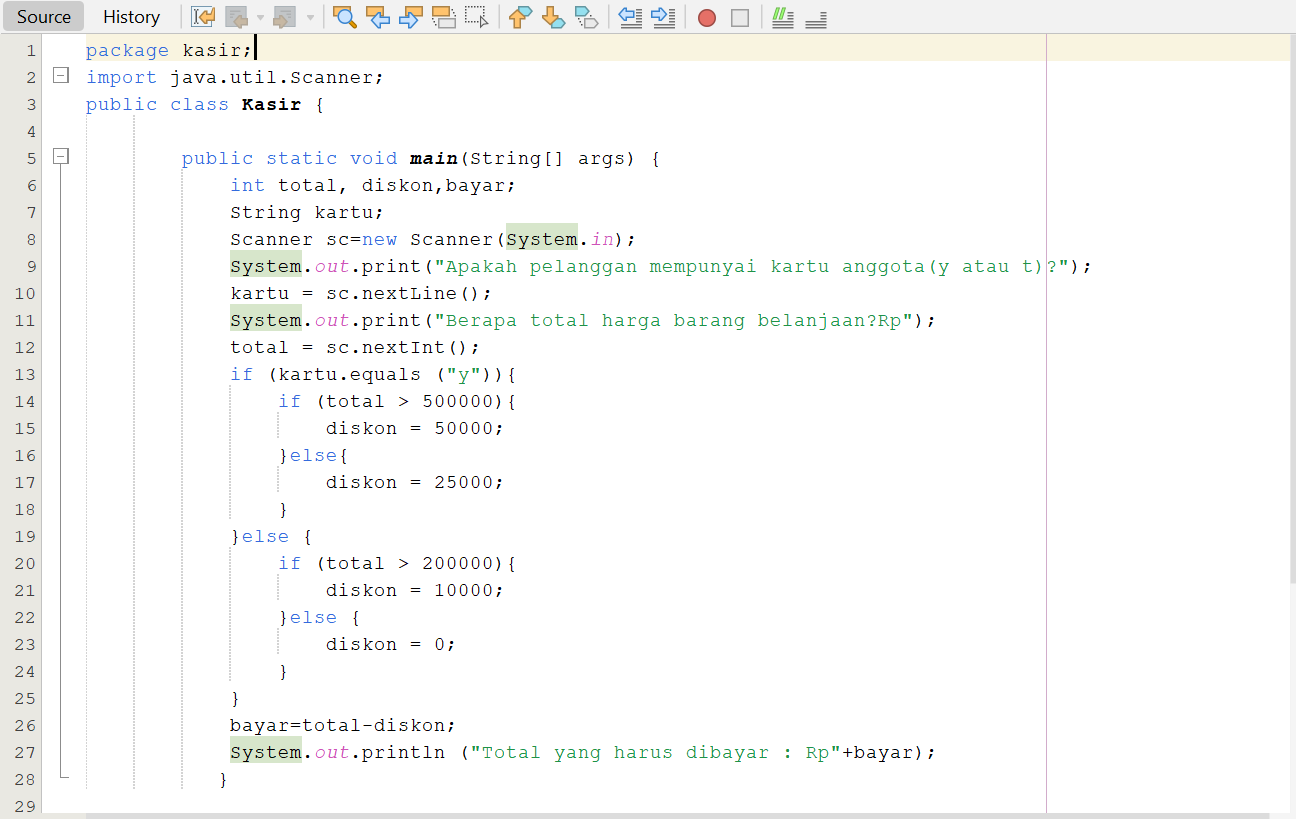 Source History
1 package kasir;
2 import java.util.Scanner;
3 public class Kasir {
4
5 public static void main(String[] args) {
6 int total, diskon,bayar;
7 String kartu;
8 Scanner sc=new Scanner(System.in);
9 System.out.print("Apakah pelanggan mempunyai kartu anggota(y atau t)?");
10 kartu = sc.nextLine();
11 System.out.print("Berapa total harga barang belanjaan?Rp");
12 total = sc.nextInt();
13 if (kartu.equals ("y")){
14 if (total > 500000){
15 diskon = 50000;
16 }else{
17 diskon = 25000;
18 }
19 }else {
20 if (total > 200000){
21 diskon = 10000;
22 }else {
23 diskon = 0;
24 }
25 }
26 bayar=total-diskon;
27 System.out.println ("Total yang harus dibayar : Rp"+bayar);
28 }
29